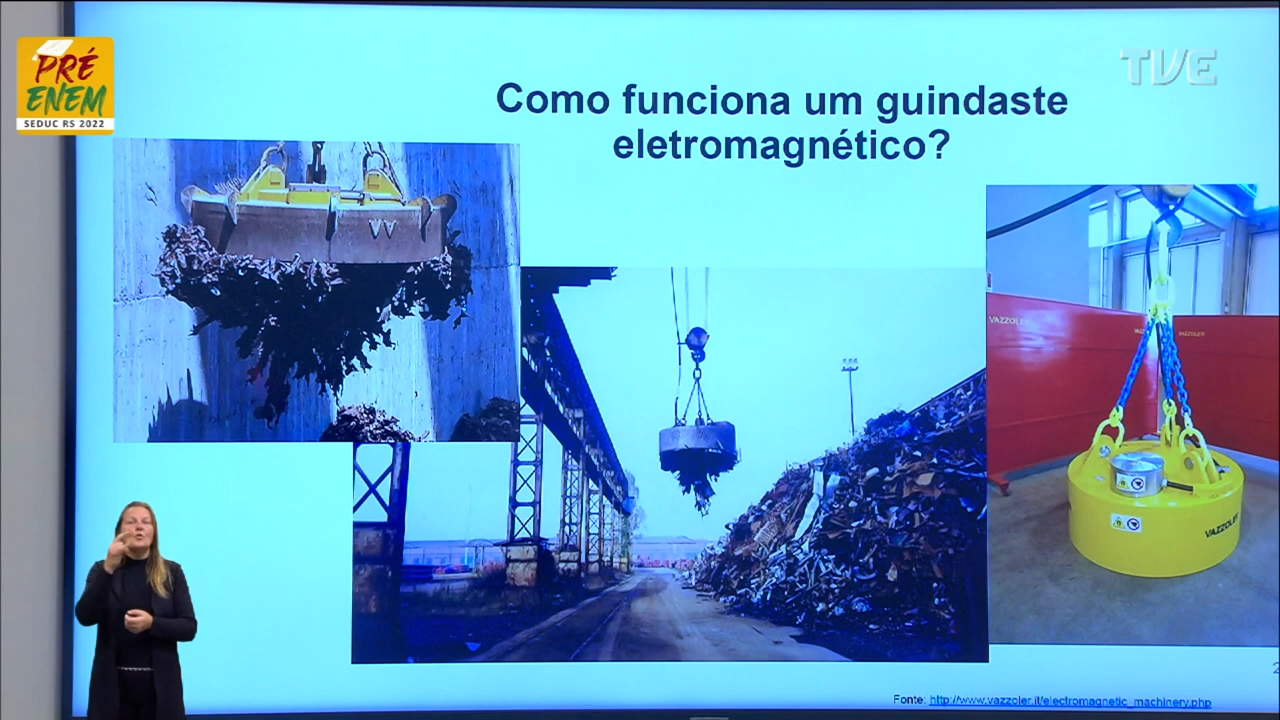 PRÉ
ENEM
SEDUC RS 2022
TVE
Como funciona um guindaste
eletromagnético?
VAZZOLER
VAZZOLER
Fonte: http://www.vazzoler.it/electromagnetic_machinery.php